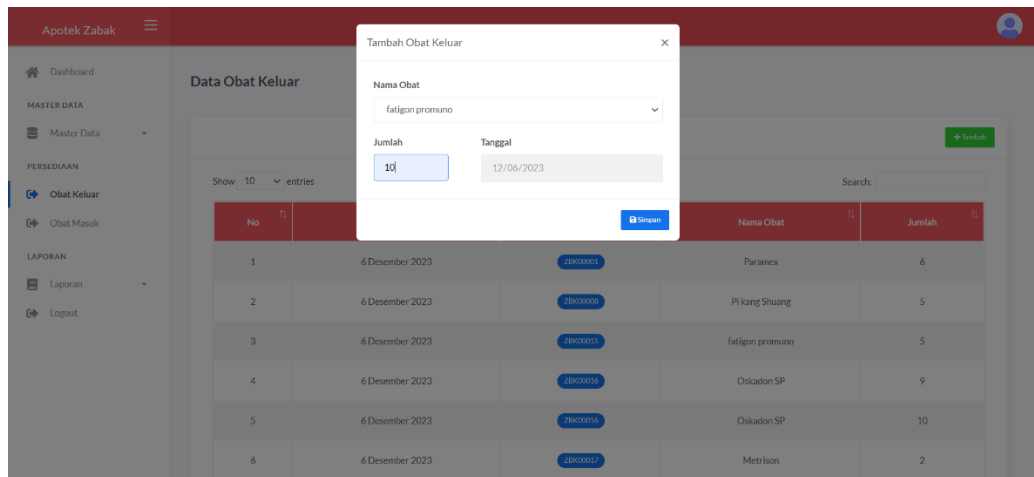 Apotek Zabak
Tambah Obat Keluar ×
Dashboard
Data Obat Keluar
Nama Obat
MASTER DATA
fatigon promuno
Master Data
Jumlah Tanggal
+ Tambah
10 12/06/2023
PERSEDIAAN
Show 10 entries Search:
Obat Keluar
Simpan
No Nama Obat Jumlah
Obat Masuk
LAPORAN
1 6 Desember 2023 ZBK00001 Paramex 6
Laporan
2 6 Desember 2023 ZBK00008 Pi kang Shuang 5
Logout
3 6 Desember 2023 ZBK00015 fatigon promuno 5
4 6 Desember 2023 ZBK00016 Oskadon SP 9
5 6 Desember 2023 ZBK00016 Oskadon SP 10
6 6 Desember 2023 ZBK00017 Metrison 2